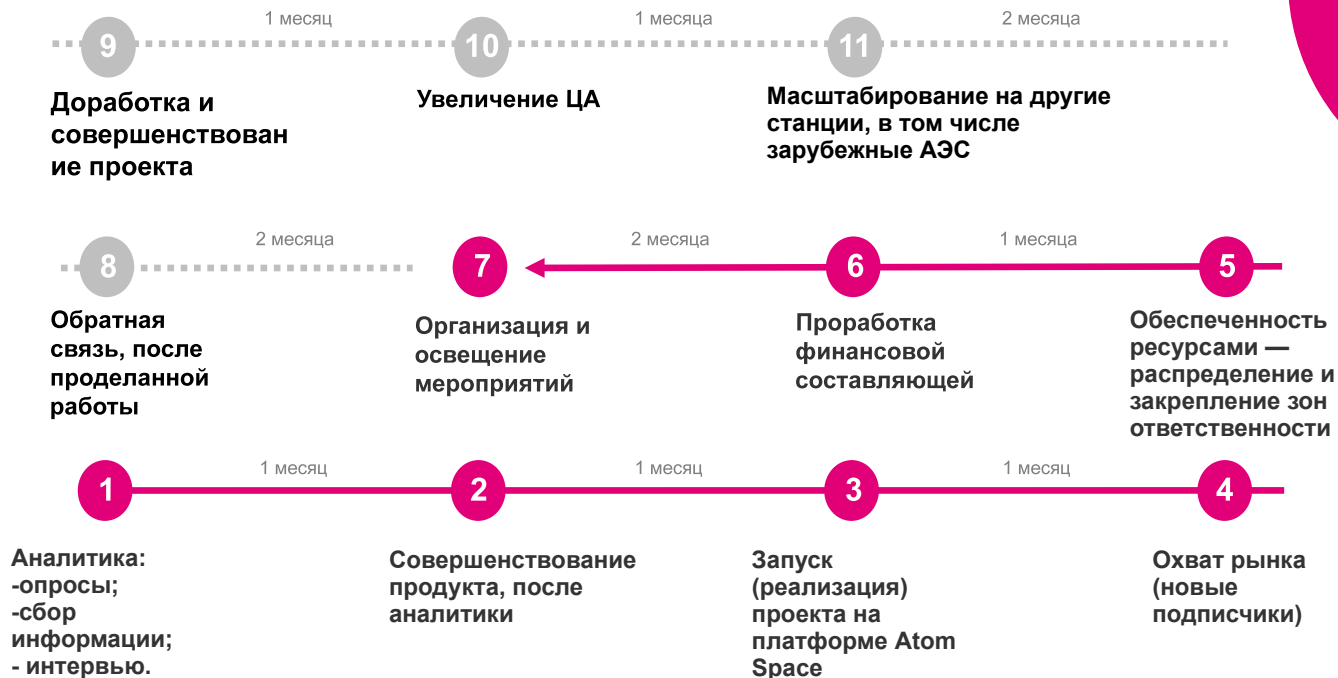 1 месяц
1 месяца
2 месяца
9
10
11
Доработка и
совершенствован
ие проекта
Увеличение ЦА
Масштабирование на другие
станции, в том числе
зарубежные АЭС
2 месяца
2 месяца
1 месяца
8
7
6
5
Обратная
связь, после
проделанной
работы
Организация и
освещение
мероприятий
Проработка
финансовой
составляющей
Обеспеченность
ресурсами —
распределение и
закрепление зон
ответственности
1 месяц
1 месяц
1 месяц
1
2
3
4
Аналитика:
-опросы;
-сбор
информации;
- интервью.
Совершенствование
продукта, после
аналитики
Запуск
(реализация)
проекта на
платформе Atom
Space
Охват рынка
(новые
подписчики)